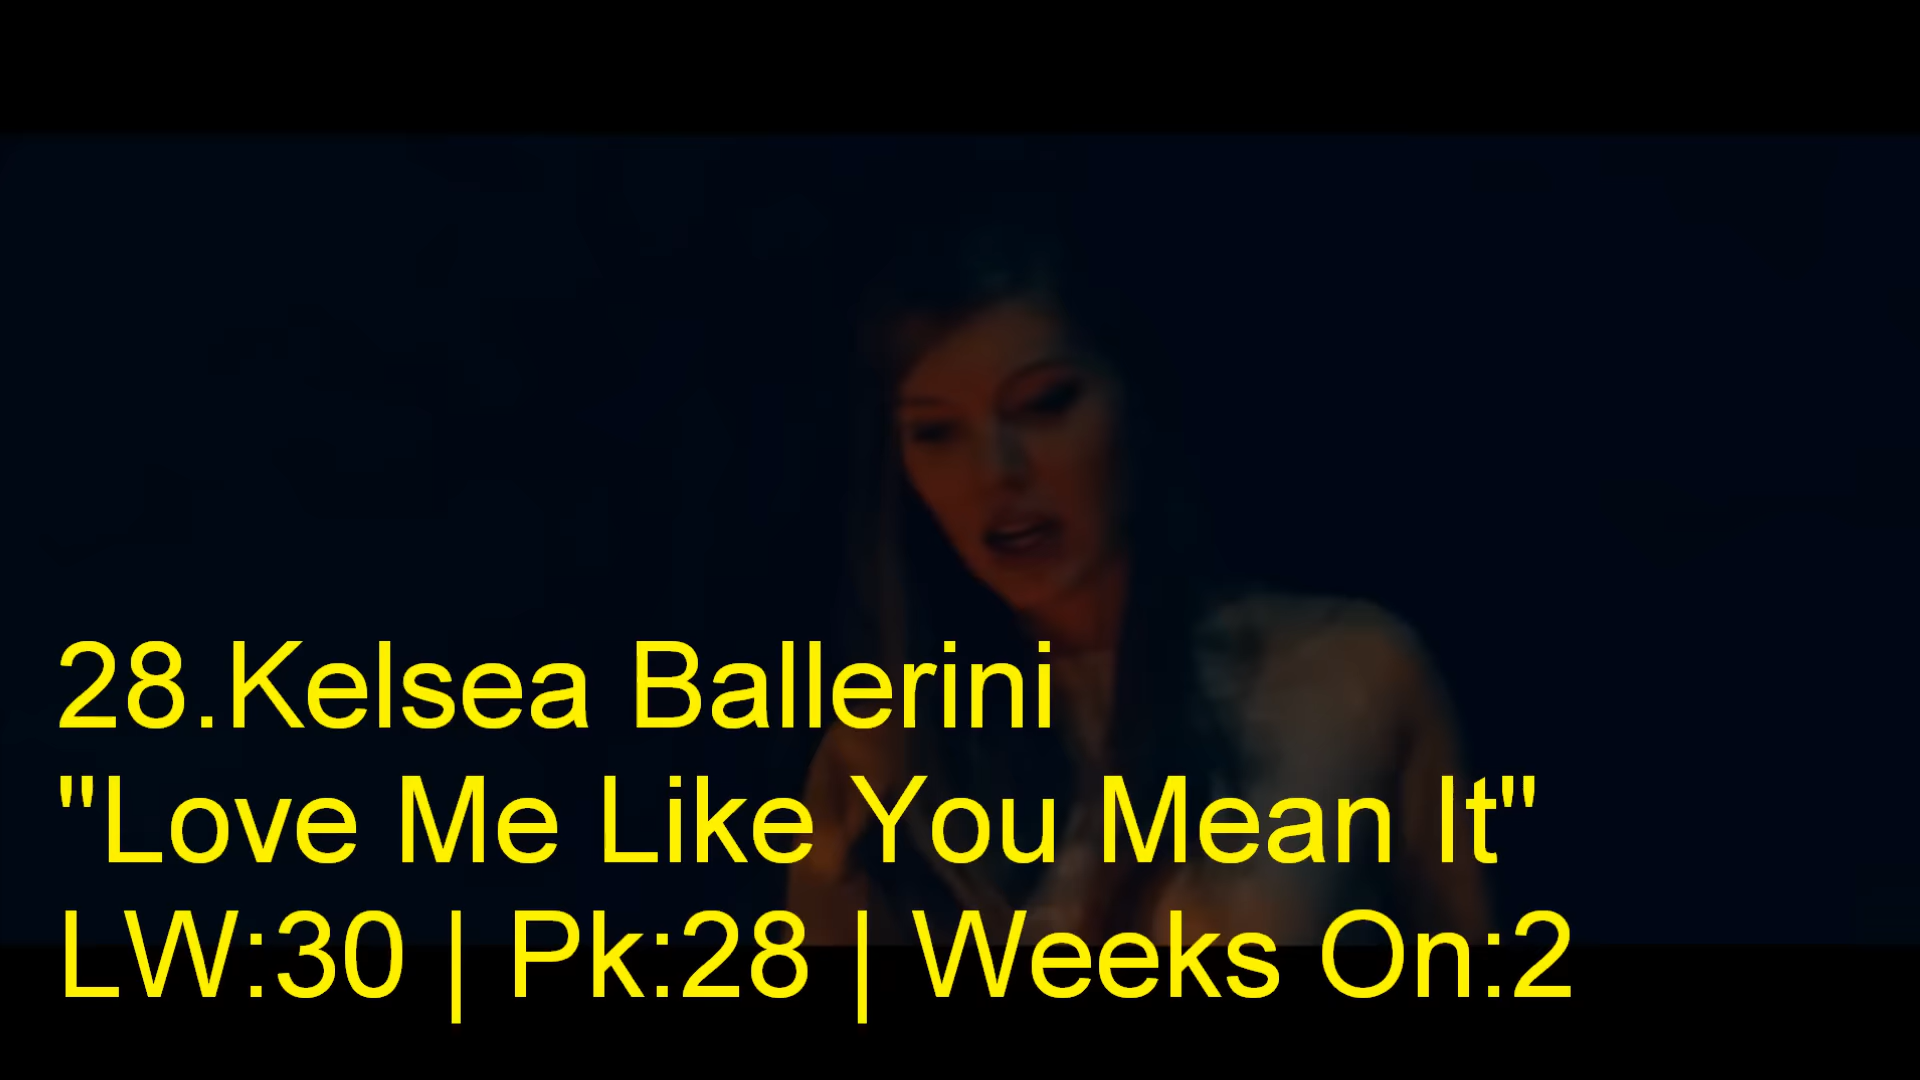 28.Kelsea Ballerini
"Love Me Like You Mean It"
LW:30 | Pk:28 | Weeks On:2